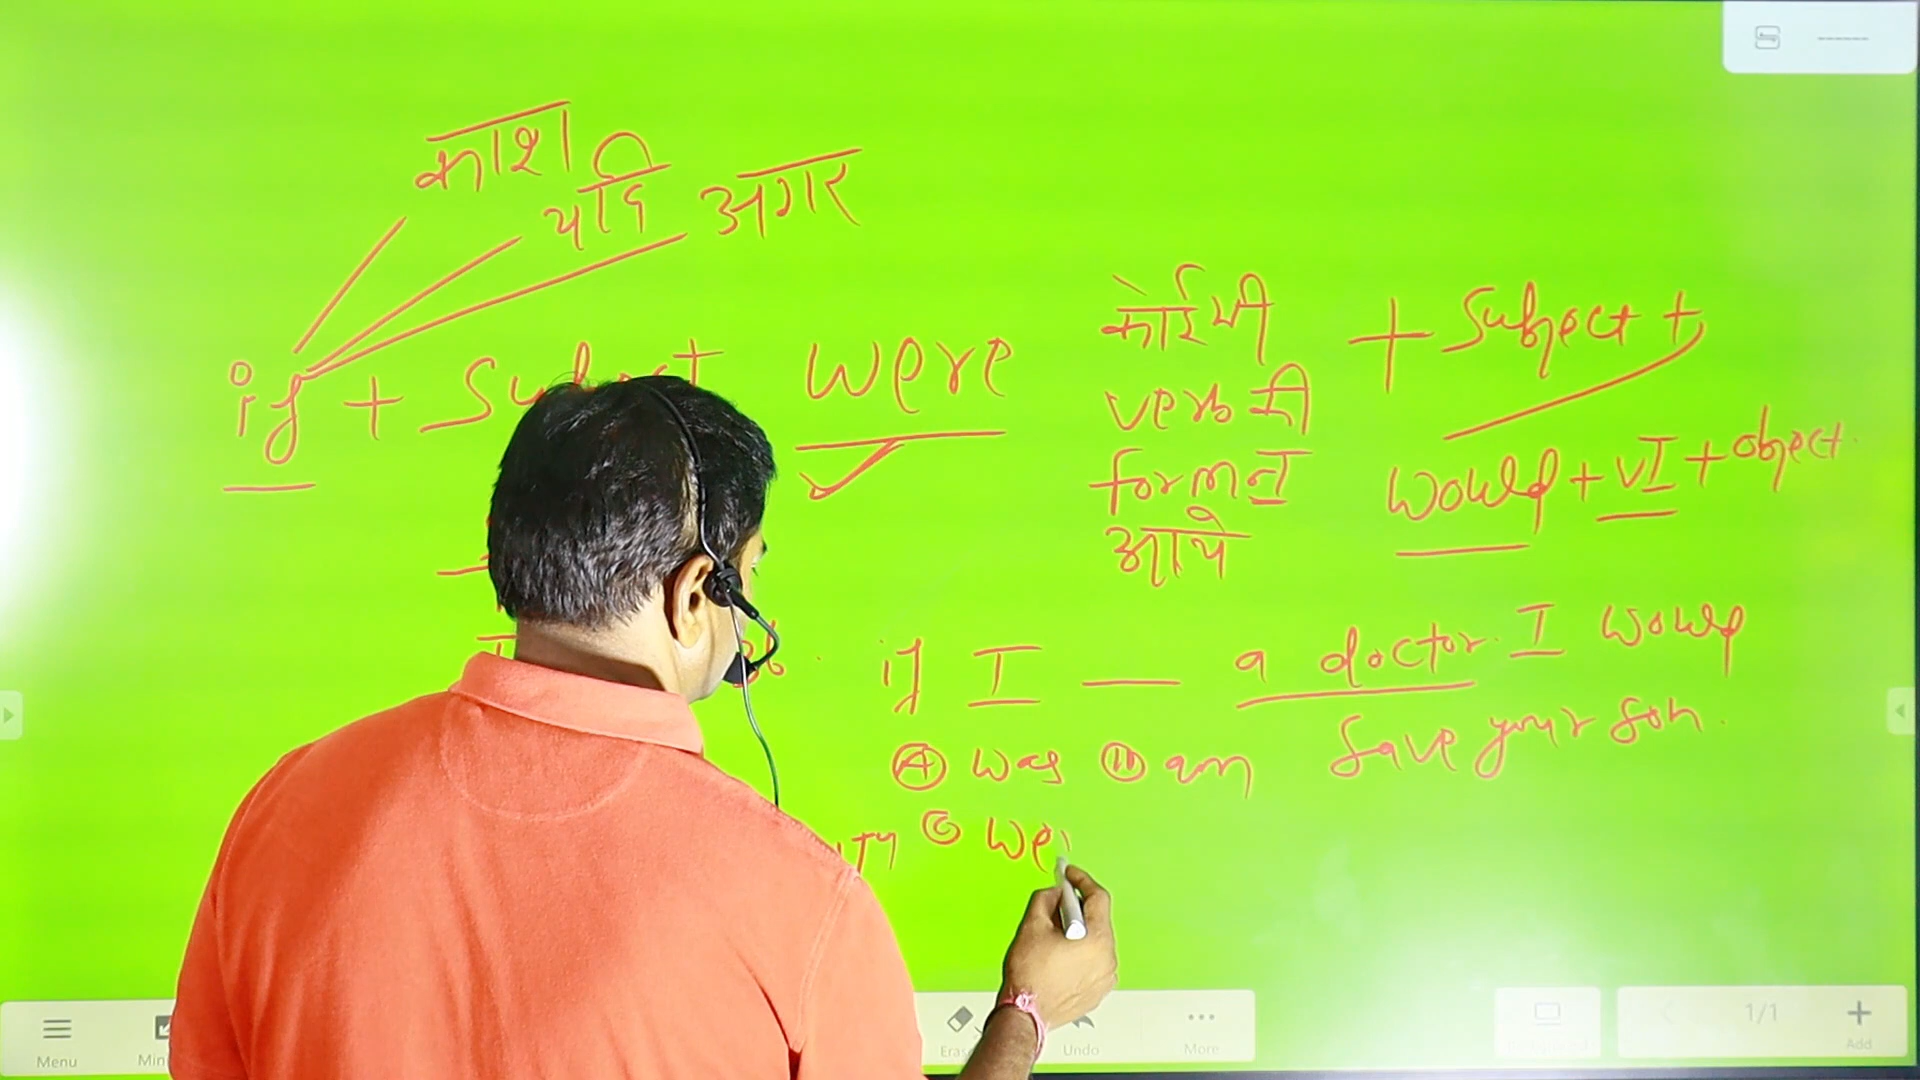 काश
यदि अगर
if + Subject were
कोई भी
verb की
form ना
आये
+ Subject +
would + VI + object.
if I — a doctor. I would
save your son.
Ⓐ was Ⓑ am
Ⓒ we
Menu
Undo
More
1/1
Add